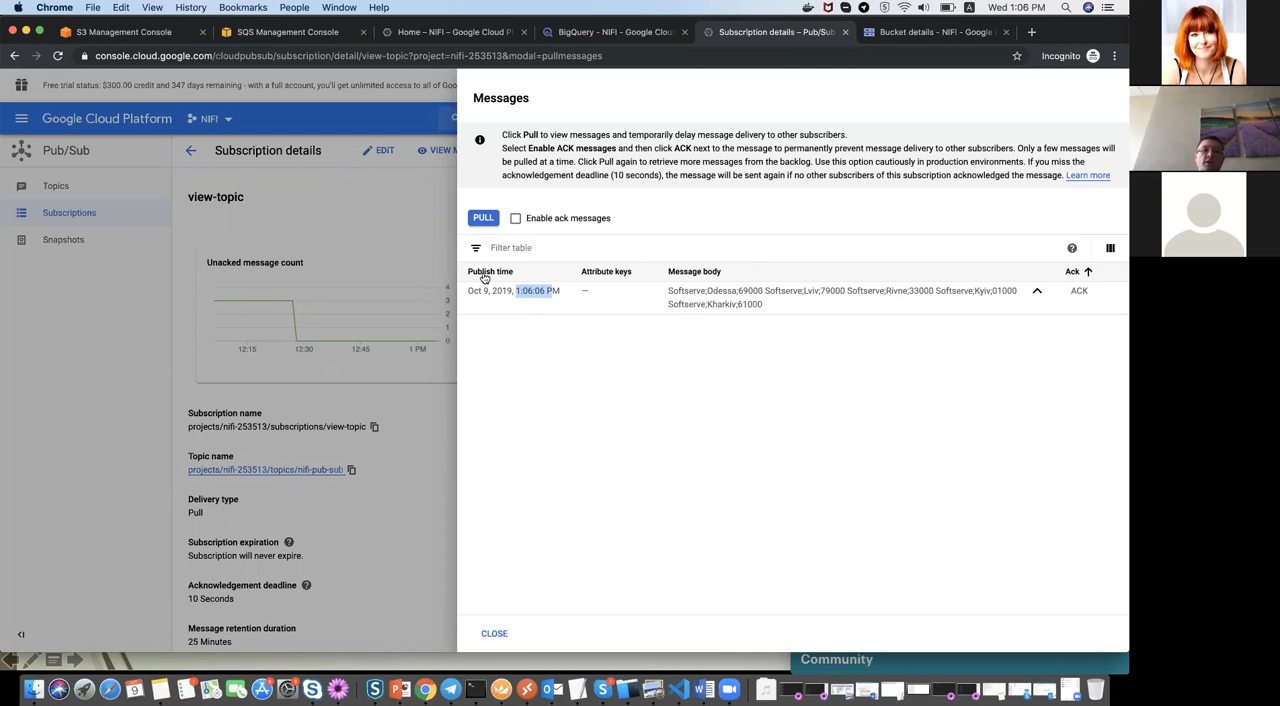 Chrome File Edit View History Bookmarks People Window Help Wed 1:06 PM
S3 Management Console SQS Management Console Home – NIFI – Google Cloud P BigQuery - NIFI - Google Clou Subscription details – Pub/Sub Bucket details - NIFI - Google
console.cloud.google.com/cloudpubsub/subscription/detail/view-topic?project=nifi-253513&modal=pullmessages Incognito
Free trial status: $300.00 credit and 347 days remaining - with a full account, you'll get unlimited access to all of Goo
Google Cloud Platform NIFI
Pub/Sub
Subscription details
EDIT
VIEW M
Topics
Subscriptions
Snapshots
view-topic
Unacked message count
4
3
2
1
0
12:15 12:30 12:45 1 PM
Subscription name
projects/nifi-253513/subscriptions/view-topic
Topic name
projects/nifi-253513/topics/nifi-pub-sub
Delivery type
Pull
Subscription expiration
Subscription will never expire.
Acknowledgement deadline
10 Seconds
Message retention duration
25 Minutes
Messages
Click Pull to view messages and temporarily delay message delivery to other subscribers.
Select Enable ACK messages and then click ACK next to the message to permanently prevent message delivery to other subscribers. Only a few messages will
be pulled at a time. Click Pull again to retrieve more messages from the backlog. Use this option cautiously in production environments. If you miss the
acknowledgement deadline (10 seconds), the message will be sent again if no other subscribers of this subscription acknowledged the message. Learn more
PULL Enable ack messages
Filter table
Publish time Attribute keys Message body Ack
Oct 9, 2019, 1:06:06 PM — Softserve;Odessa;69000 Softserve;Lviv;79000 Softserve;Rivne;33000 Softserve;Kyiv;01000 ACK
Softserve;Kharkiv;61000
CLOSE
Community